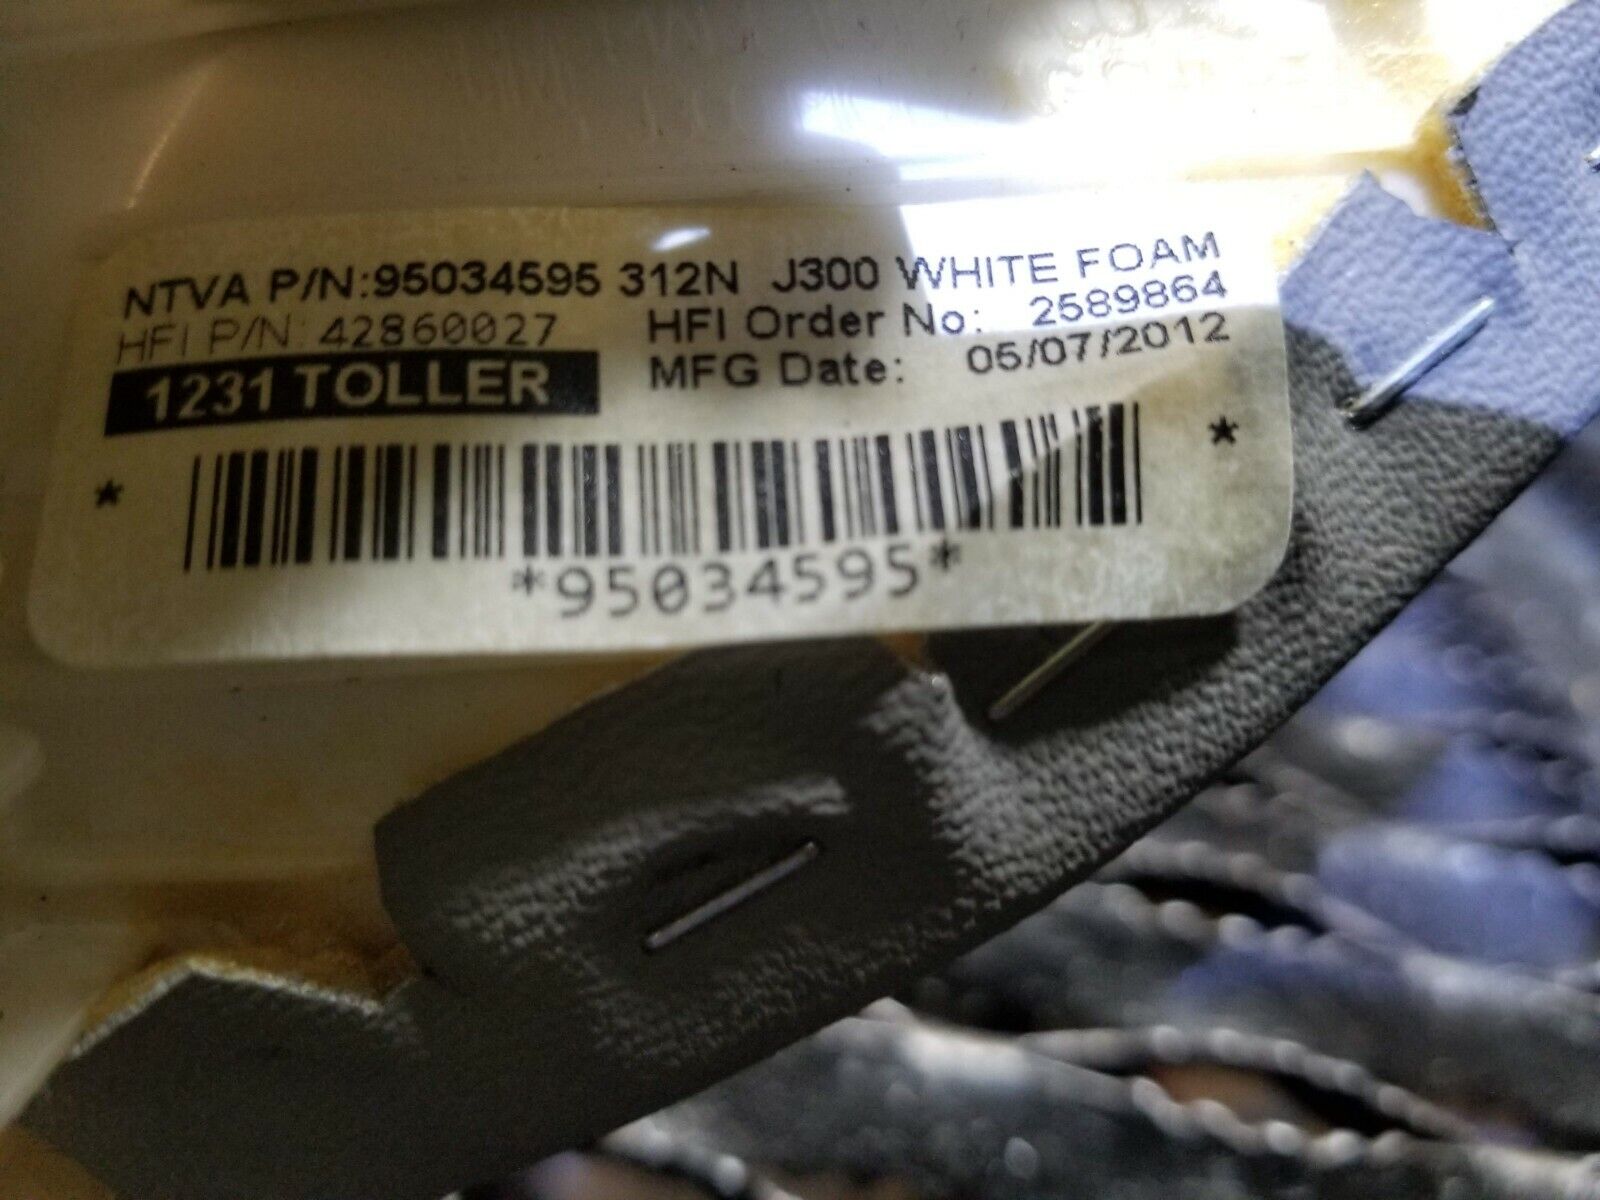 NTVA P/N:95034595 312N J300 WHITE FOAM
HFI P/N: 42860027 HFI Order No: 2589864
1231 TOLLER MFG Date: 05/07/2012
* *
*95034595*